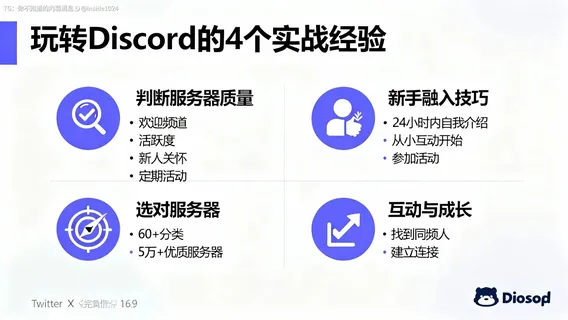 玩转Discord的4个实战经验
判断服务器质量
• 欢迎频道
• 活跃度
• 新人关怀
• 定期活动
新手融入技巧
• 24小时内自我介绍
• 从小互动开始
• 参加活动
选对服务器
• 60+分类
• 5万+优质服务器
互动与成长
• 找到同频人
• 建立连接
Twitter X
16.9